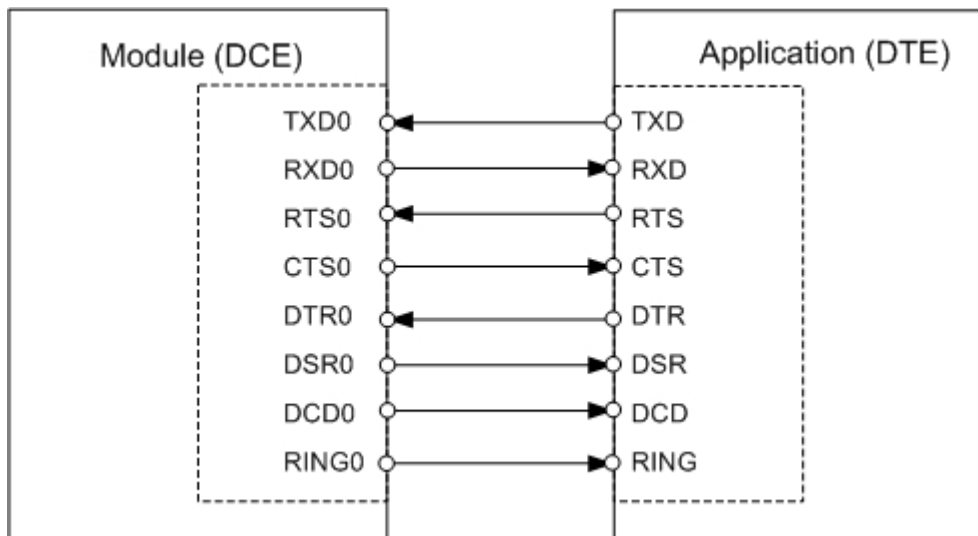 Module (DCE)
Application (DTE)
TXD0
TXD
RXD0
RXD
RTS0
RTS
CTS0
CTS
DTR0
DTR
DSR0
DSR
DCD0
DCD
RING0
RING